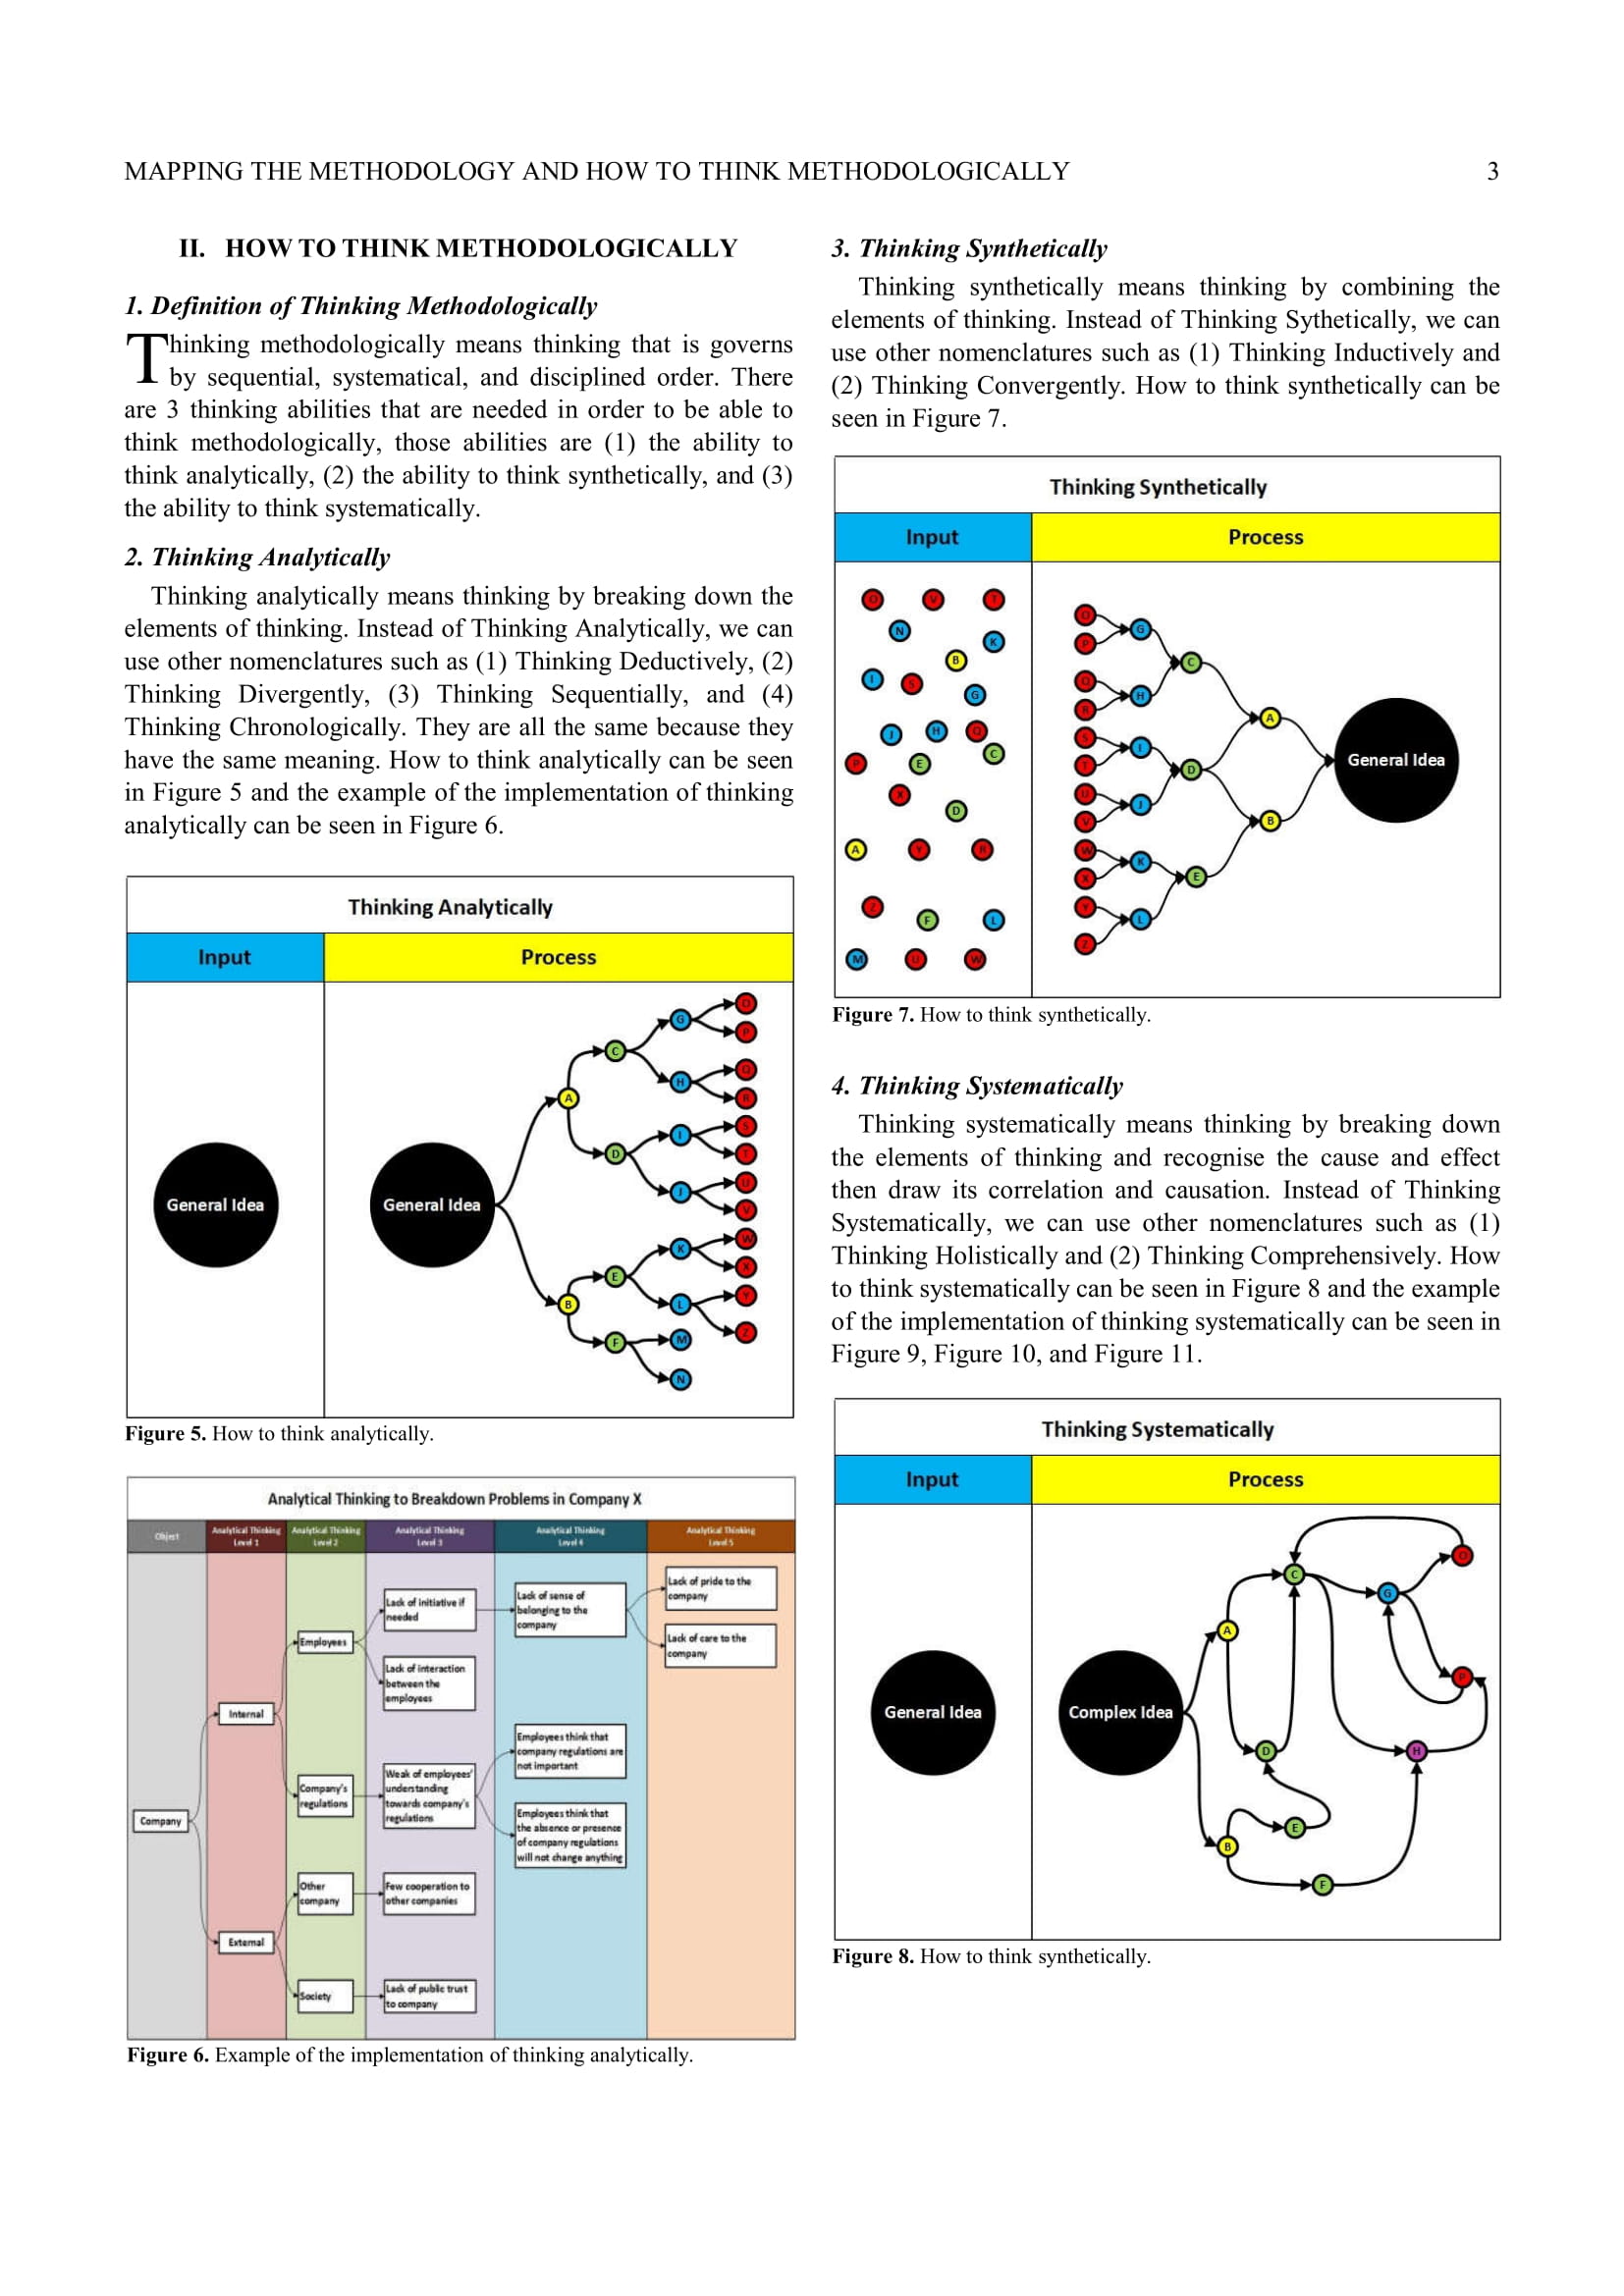 MAPPING THE METHODOLOGY AND HOW TO THINK METHODOLOGICALLY 3
II. HOW TO THINK METHODOLOGICALLY
1. Definition of Thinking Methodologically
Thinking methodologically means thinking that is governs
by sequential, systematical, and disciplined order. There
are 3 thinking abilities that are needed in order to be able to
think methodologically, those abilities are (1) the ability to
think analytically, (2) the ability to think synthetically, and (3)
the ability to think systematically.
2. Thinking Analytically
Thinking analytically means thinking by breaking down the
elements of thinking. Instead of Thinking Analytically, we can
use other nomenclatures such as (1) Thinking Deductively, (2)
Thinking Divergently, (3) Thinking Sequentially, and (4)
Thinking Chronologically. They are all the same because they
have the same meaning. How to think analytically can be seen
in Figure 5 and the example of the implementation of thinking
analytically can be seen in Figure 6.
Thinking Analytically
Input Process
General Idea
General Idea
A
B
C
D
E
F
G
H
I
J
K
L
M
N
O
P
Q
R
S
T
U
V
W
X
Y
Z
Figure 5. How to think analytically.
Analytical Thinking to Breakdown Problems in Company X
Object
Analytical Thinking
Level 1
Analytical Thinking
Level 2
Analytical Thinking
Level 3
Analytical Thinking
Level 4
Analytical Thinking
Level 5
Company
Internal
External
Employees
Company's
regulations
Other
company
Society
Lack of initiative if
needed
Lack of interaction
between the
employees
Weak of employees'
understanding
towards company's
regulations
Few cooperation to
other companies
Lack of public trust
to company
Lack of sense of
belonging to the
company
Employees think that
company regulations are
not important
Employees think that
the absence or presence
of company regulations
will not change anything
Lack of pride to the
company
Lack of care to the
company
Figure 6. Example of the implementation of thinking analytically.
3. Thinking Synthetically
Thinking synthetically means thinking by combining the
elements of thinking. Instead of Thinking Sythetically, we can
use other nomenclatures such as (1) Thinking Inductively and
(2) Thinking Convergently. How to think synthetically can be
seen in Figure 7.
Thinking Synthetically
Input Process
O V T
N
K
B
I S
G
J H Q
C
P E
X
D
A Y R
Z
F L
M U W
O
P
Q
R
S
T
U
V
W
X
Y
Z
G
H
I
J
K
L
C
D
E
A
B
General Idea
Figure 7. How to think synthetically.
4. Thinking Systematically
Thinking systematically means thinking by breaking down
the elements of thinking and recognise the cause and effect
then draw its correlation and causation. Instead of Thinking
Systematically, we can use other nomenclatures such as (1)
Thinking Holistically and (2) Thinking Comprehensively. How
to think systematically can be seen in Figure 8 and the example
of the implementation of thinking systematically can be seen in
Figure 9, Figure 10, and Figure 11.
Thinking Systematically
Input Process
General Idea
Complex Idea
A
B
C
D
E
F
G
H
O
P
Figure 8. How to think synthetically.